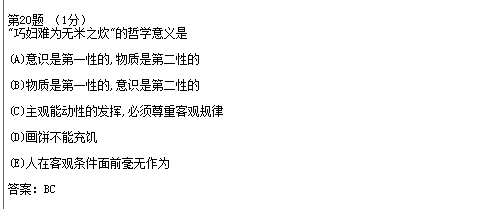 第20题 （1分）
“巧妇难为无米之炊”的哲学意义是
(A)意识是第一性的,物质是第二性的
(B)物质是第一性的,意识是第二性的
(C)主观能动性的发挥,必须尊重客观规律
(D)画饼不能充饥
(E)人在客观条件面前毫无作为
答案: BC